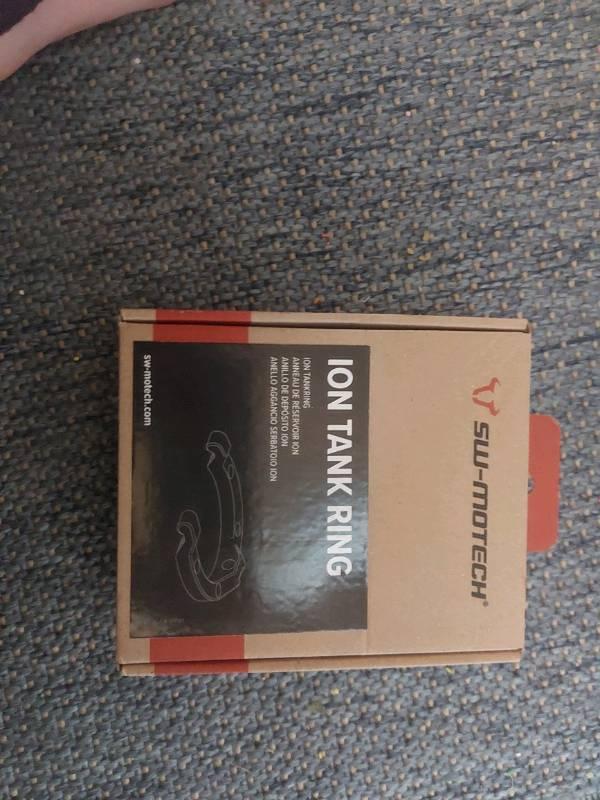 SW-MOTECH®
ION TANK RING
ION TANKRING
ANNEAU DE RÉSERVOIR ION
ANILLO DE DEPÓSITO ION
ANELLO AGGANCIO SERBATOIO ION
sw-motech.com